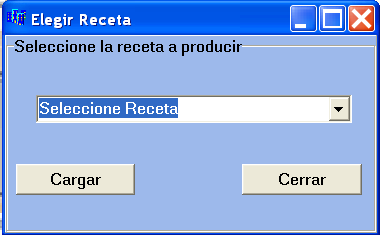 Elegir Receta
Seleccione la receta a producir
Seleccione Receta
Cargar
Cerrar